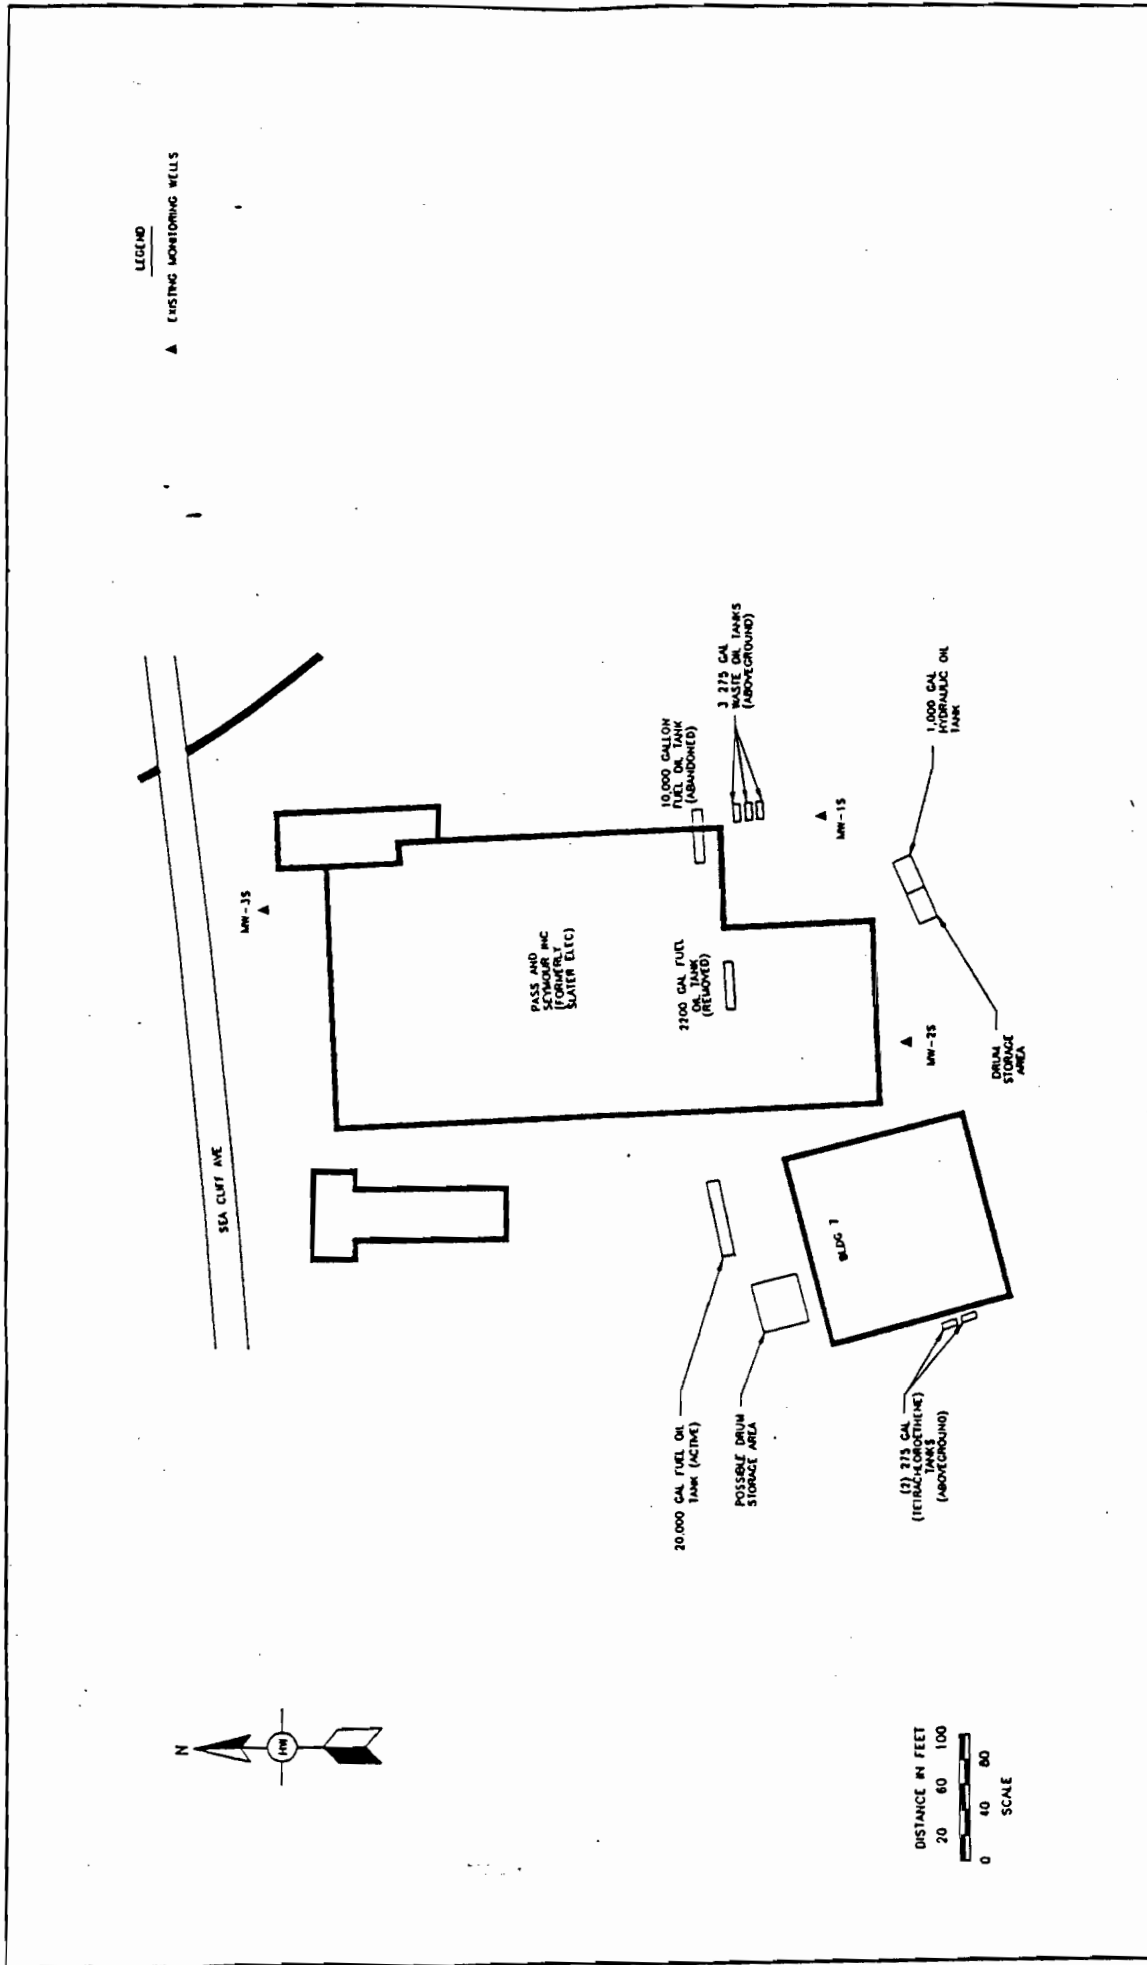 LEGEND
▲ EXISTING MONITORING WELLS
N
HW
SEA CLIFF AVE
MW-3S
PASS AND
SEYMOUR INC
(FORMERLY
SLATER ELEC)
10,000 GALLON
FUEL OIL TANK
(ABANDONED)
2200 GAL FUEL
OIL TANK
(REMOVED)
3 275 GAL
WASTE OIL TANKS
(ABOVEGROUND)
20,000 GAL FUEL OIL
TANK (ACTIVE)
POSSIBLE DRUM
STORAGE AREA
BLDG 7
MW-1S
MW-2S
1,000 GAL
HYDRAULIC OIL
TANK
DRUM
STORAGE
AREA
(2) 275 GAL
(TETRACHLOROETHENE)
TANKS
(ABOVEGROUND)
DISTANCE IN FEET
20 60 100
0 40 80
SCALE